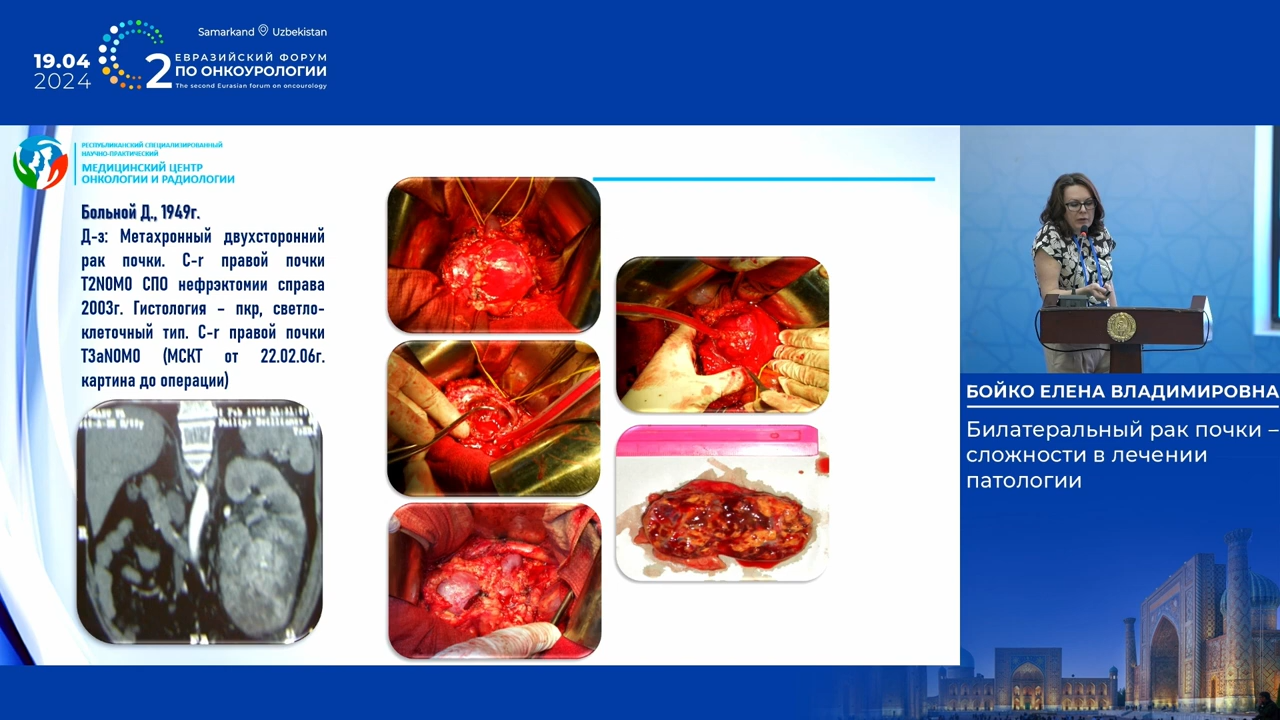 Samarkand Uzbekistan
19.04
2024
2
ЕВРАЗИЙСКИЙ ФОРУМ
ПО ОНКОУРОЛОГИИ
The second Eurasian forum on oncourology
РЕСПУБЛИКАНСКИЙ СПЕЦИАЛИЗИРОВАННЫЙ
НАУЧНО-ПРАКТИЧЕСКИЙ
МЕДИЦИНСКИЙ ЦЕНТР
ОНКОЛОГИИ И РАДИОЛОГИИ
Больной Д., 1949г.
Д-з: Метахронный двухсторонний
рак почки. С-r правой почки
T2N0M0 СПО нефрэктомии справа
2003г. Гистология – пкр, светло-
клеточный тип. С-r правой почки
T3aN0M0 (МСКТ от 22.02.06г.
картина до операции)
БОЙКО ЕЛЕНА ВЛАДИМИРОВНА
Билатеральный рак почки –
сложности в лечении
патологии